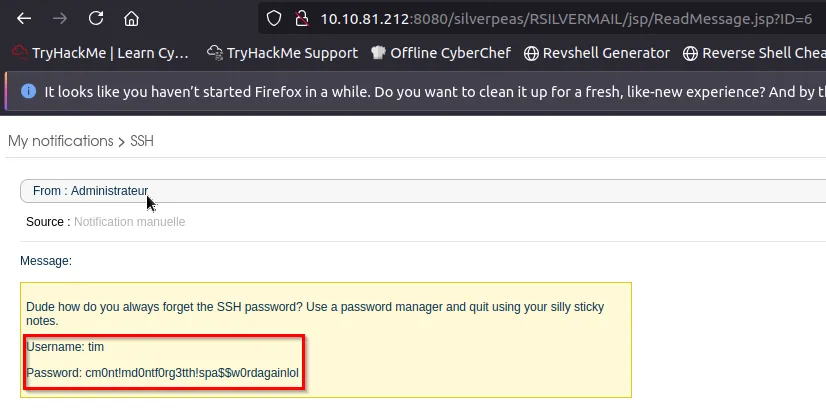 10.10.81.212:8080/silverpeas/RSILVERMAIL/jsp/ReadMessage.jsp?ID=6
TryHackMe | Learn Cy… TryHackMe Support Offline CyberChef Revshell Generator Reverse Shell Chea
It looks like you haven’t started Firefox in a while. Do you want to clean it up for a fresh, like-new experience? And by th
My notifications > SSH
From : Administrateur
Source : Notification manuelle
Message:
Dude how do you always forget the SSH password? Use a password manager and quit using your silly sticky
notes.
Username: tim
Password: cm0nt!md0ntf0rg3tth!spa$$w0rdagainlol